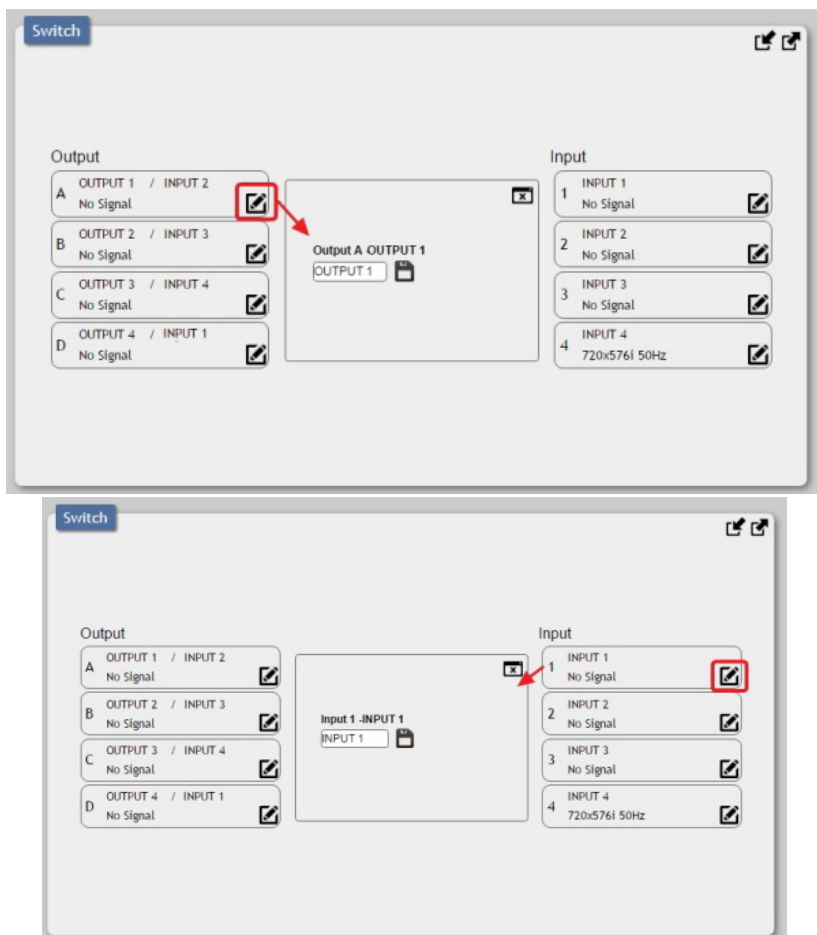 Switch
Output
A OUTPUT 1 / INPUT 2
No Signal
B OUTPUT 2 / INPUT 3
No Signal
C OUTPUT 3 / INPUT 4
No Signal
D OUTPUT 4 / INPUT 1
No Signal
Output A OUTPUT 1
OUTPUT 1
Input
1 INPUT 1
No Signal
2 INPUT 2
No Signal
3 INPUT 3
No Signal
4 INPUT 4
720x576i 50Hz
Switch
Output
A OUTPUT 1 / INPUT 2
No Signal
B OUTPUT 2 / INPUT 3
No Signal
C OUTPUT 3 / INPUT 4
No Signal
D OUTPUT 4 / INPUT 1
No Signal
Input 1 -INPUT 1
INPUT 1
Input
1 INPUT 1
No Signal
2 INPUT 2
No Signal
3 INPUT 3
No Signal
4 INPUT 4
720x576i 50Hz